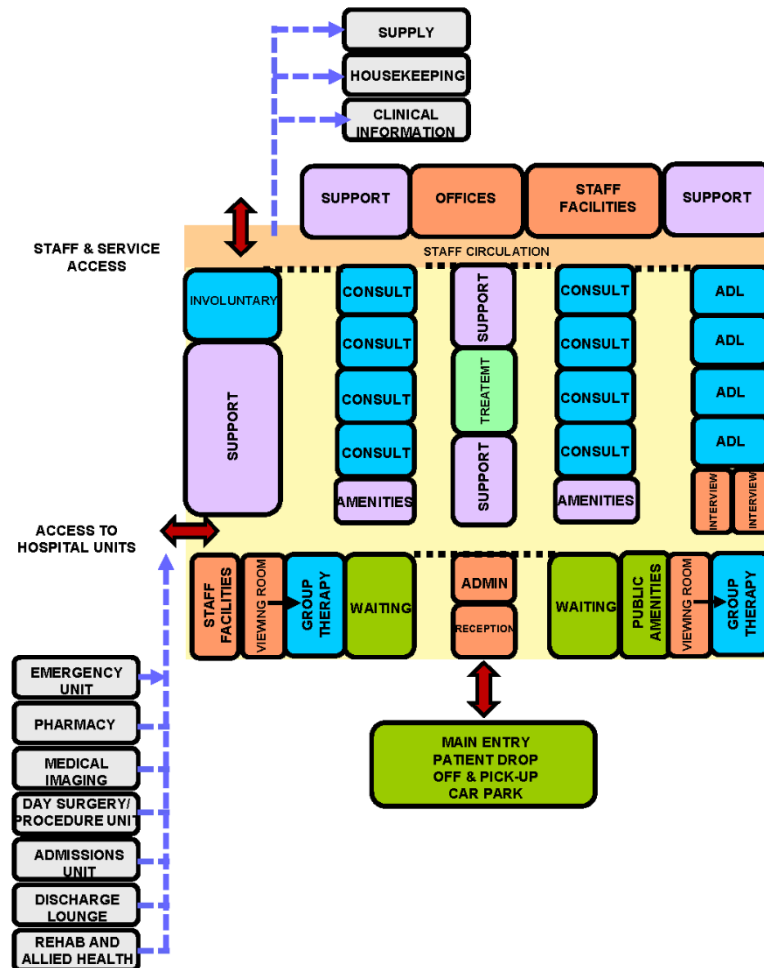 SUPPLY
HOUSEKEEPING
CLINICAL
INFORMATION
SUPPORT
OFFICES
STAFF
FACILITIES
SUPPORT
STAFF & SERVICE
ACCESS
STAFF CIRCULATION
INVOLUNTARY
SUPPORT
CONSULT
CONSULT
CONSULT
CONSULT
AMENITIES
SUPPORT
TREATEMT
SUPPORT
CONSULT
CONSULT
CONSULT
CONSULT
AMENITIES
ADL
ADL
ADL
ADL
INTERVIEW
INTERVIEW
ACCESS TO
HOSPITAL UNITS
STAFF
FACILITIES
VIEWING ROOM
GROUP
THERAPY
WAITING
ADMIN
RECEPTION
WAITING
PUBLIC
AMENITIES
VIEWING ROOM
GROUP
THERAPY
MAIN ENTRY
PATIENT DROP
OFF & PICK-UP
CAR PARK
EMERGENCY
UNIT
PHARMACY
MEDICAL
IMAGING
DAY SURGERY/
PROCEDURE UNIT
ADMISSIONS
UNIT
DISCHARGE
LOUNGE
REHAB AND
ALLIED HEALTH